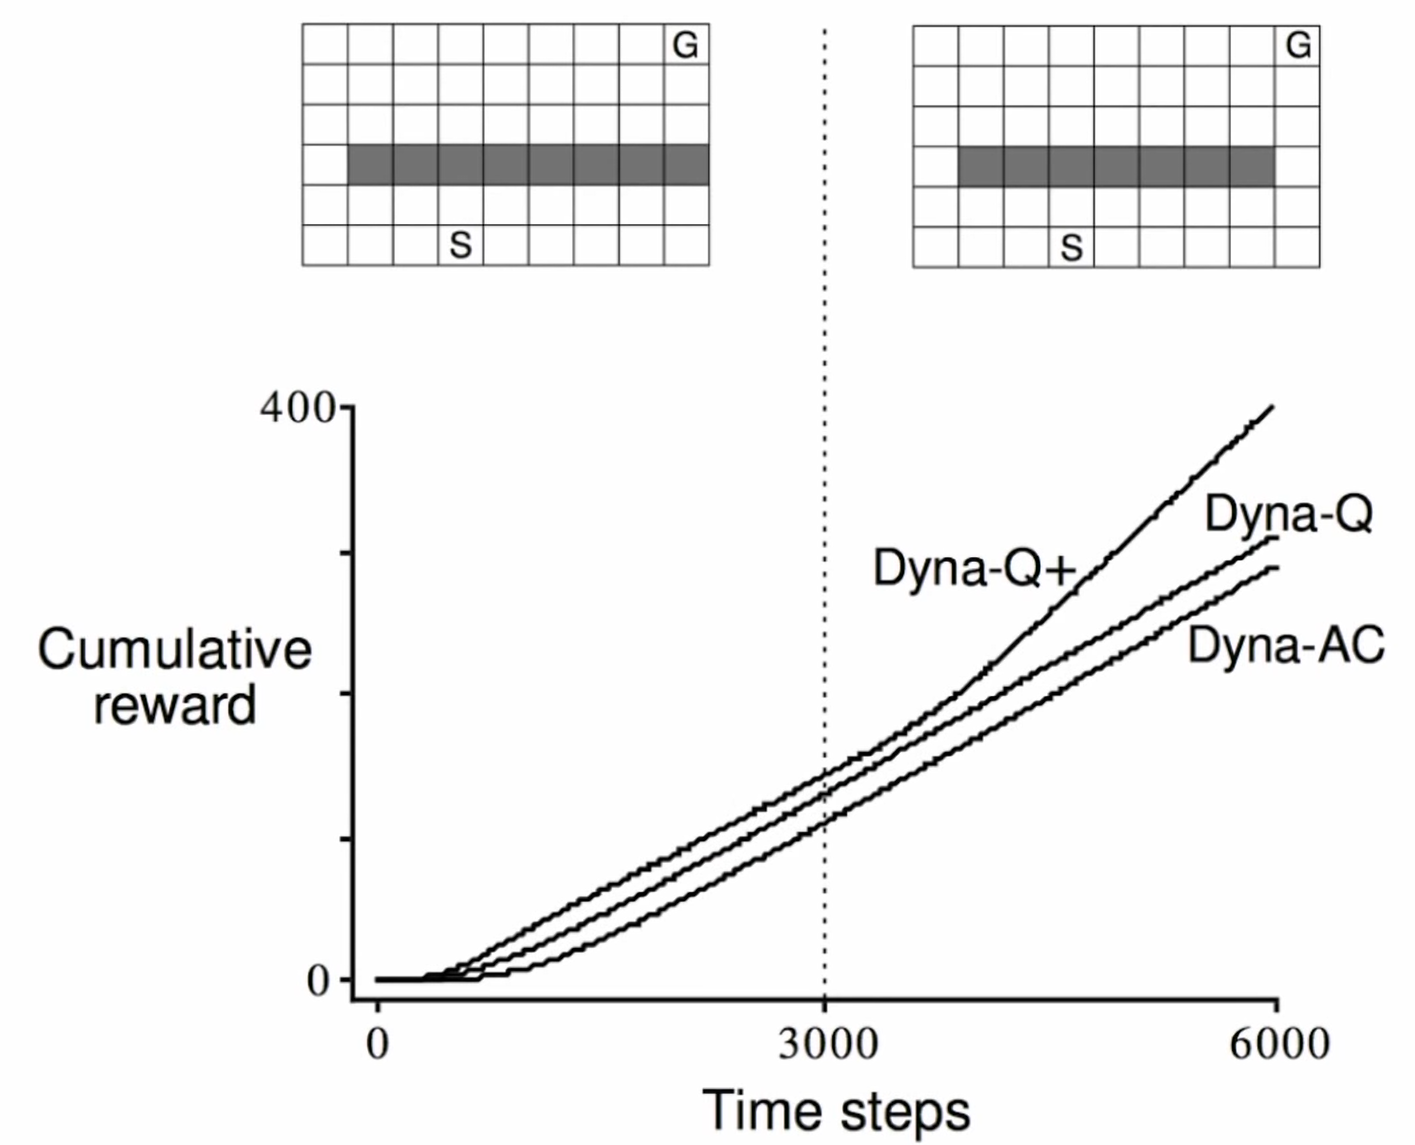 G
G
S
S
400
Dyna-Q
Dyna-Q+
Cumulative
reward
Dyna-AC
0
0
3000
6000
Time steps